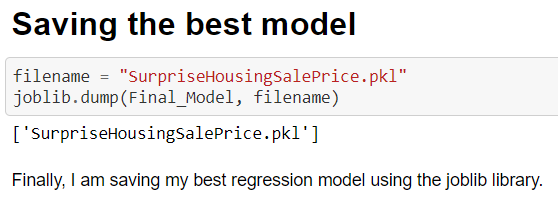 Saving the best model
filename = "SurpriseHousingSalePrice.pkl"
joblib.dump(Final_Model, filename)
['SurpriseHousingSalePrice.pkl']
Finally, I am saving my best regression model using the joblib library.